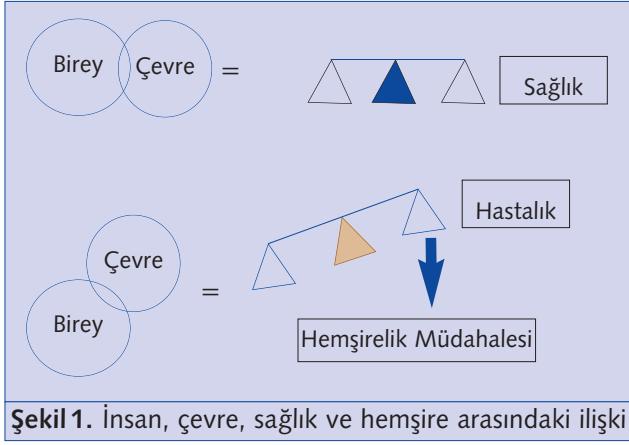 Birey
Çevre
=
Sağlık
Hastalık
Çevre
=
Birey
Hemşirelik Müdahalesi
Şekil 1. İnsan, çevre, sağlık ve hemşire arasındaki ilişki